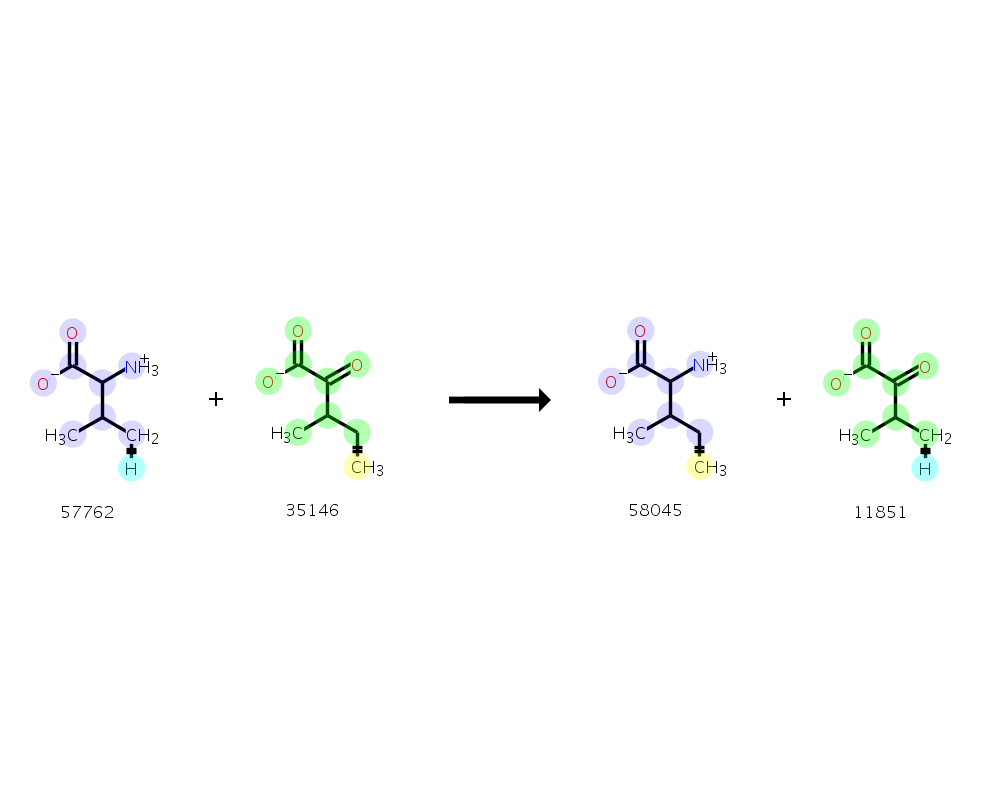 O O O O
O⁻ NH₃⁺ O⁻ O O⁻ NH₃⁺ O⁻ O
+ +
H₃C CH₂ H₃C H₃C H₃C CH₂
H CH₃ CH₃ H
57762 35146 58045 11851